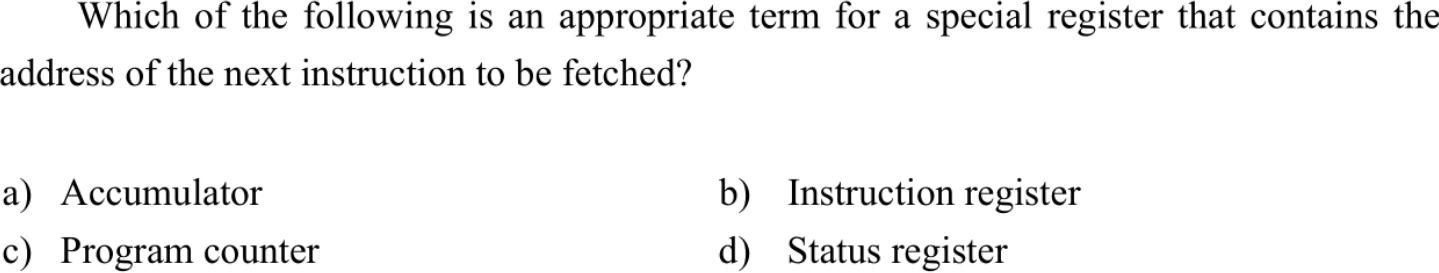 Which of the following is an appropriate term for a special register that contains the
address of the next instruction to be fetched?
a) Accumulator b) Instruction register
c) Program counter d) Status register